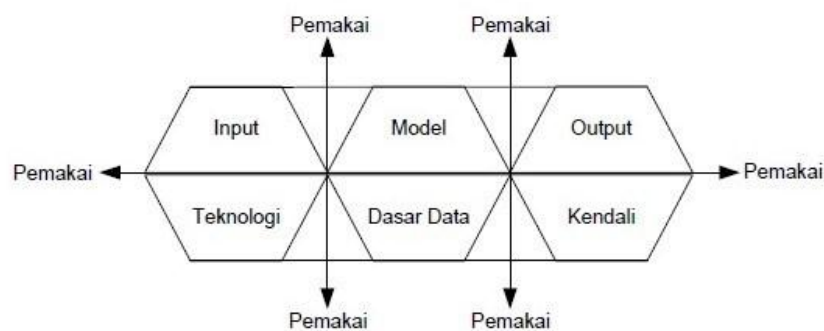 Pemakai Pemakai
Input Model Output
Pemakai Pemakai
Teknologi Dasar Data Kendali
Pemakai Pemakai